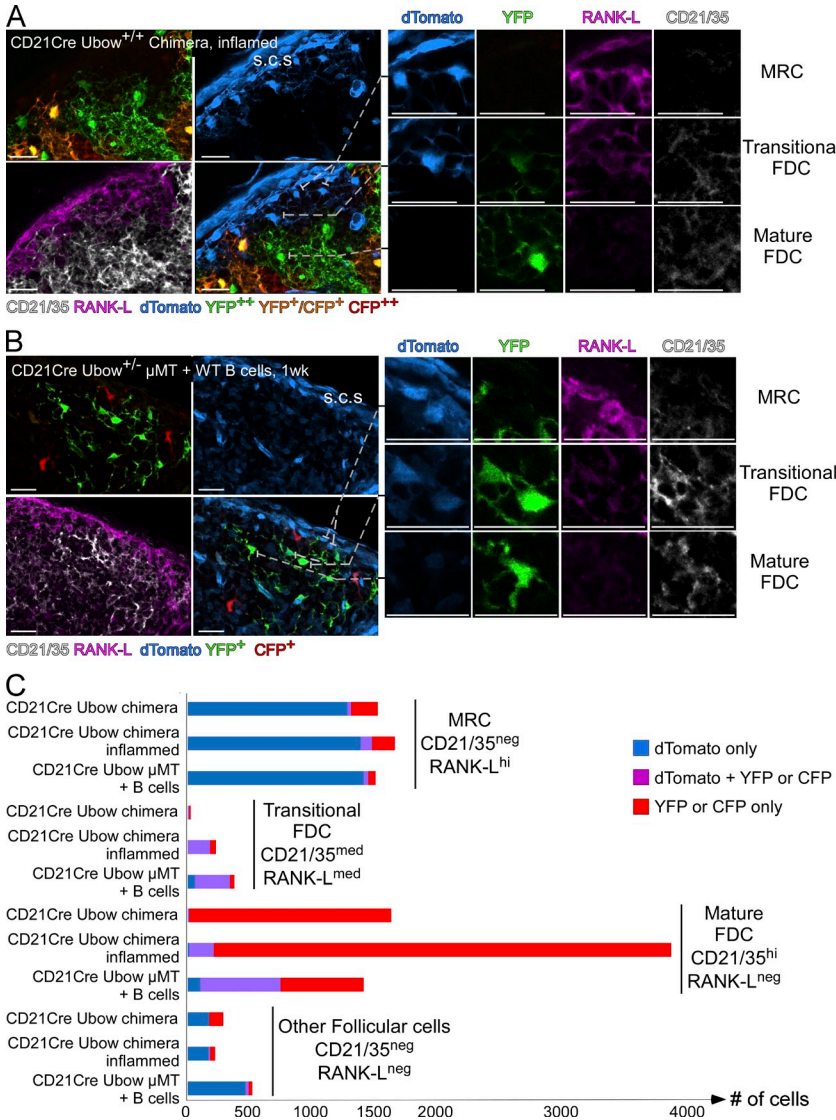 A
CD21Cre Ubow+/+ Chimera, inflamed
s.c.s
dTomato YFP RANK-L CD21/35
MRC
Transitiona
FDC
Mature
FDC
CD21/35 RANK-L dTomato YFP++ YFP+/CFP+ CFP++
B
CD21Cre Ubow+/- µMT + WT B cells, 1wk
s.c.s
dTomato YFP RANK-L CD21/35
MRC
Transitional
FDC
Mature
FDC
CD21/35 RANK-L dTomato YFP+ CFP+
C
CD21Cre Ubow chimera
CD21Cre Ubow chimera
inflammed
CD21Cre Ubow µMT
+ B cells
MRC
CD21/35neg
RANK-Lhi
dTomato only
dTomato + YFP or CFP
YFP or CFP only
CD21Cre Ubow chimera
CD21Cre Ubow chimera
inflammed
CD21Cre Ubow µMT
+ B cells
Transitional
FDC
CD21/35med
RANK-Lmed
CD21Cre Ubow chimera
CD21Cre Ubow chimera
inflammed
CD21Cre Ubow µMT
+ B cells
Mature
FDC
CD21/35hi
RANK-Lneg
CD21Cre Ubow chimera
CD21Cre Ubow chimera
inflammed
CD21Cre Ubow µMT
+ B cells
Other Follicular cells
CD21/35neg
RANK-Lneg
0 500 1000 1500 2000 3000 4000 # of cells